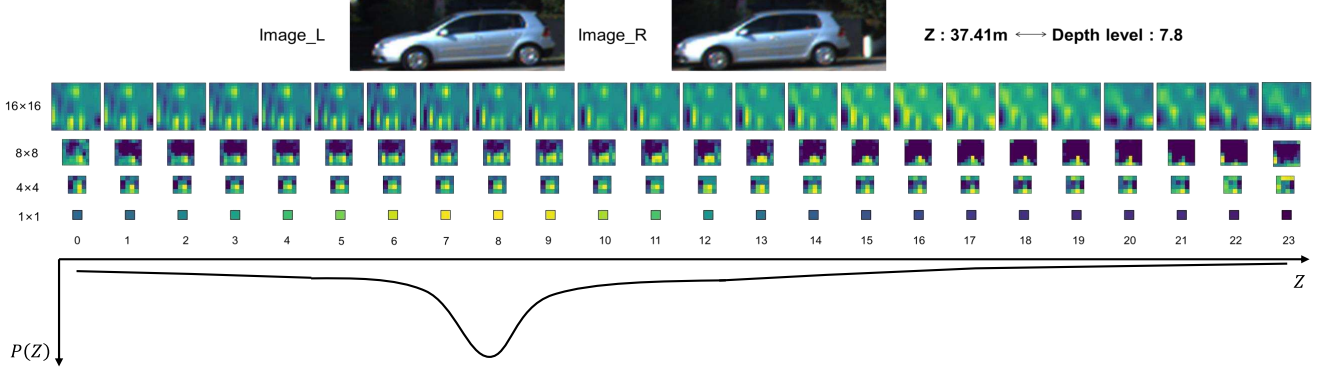 Image_L Image_R Z : 37.41m ⟷ Depth level : 7.8
16×16
8×8
4×4
1×1
0 1 2 3 4 5 6 7 8 9 10 11 12 13 14 15 16 17 18 19 20 21 22 23
Z
P(Z)